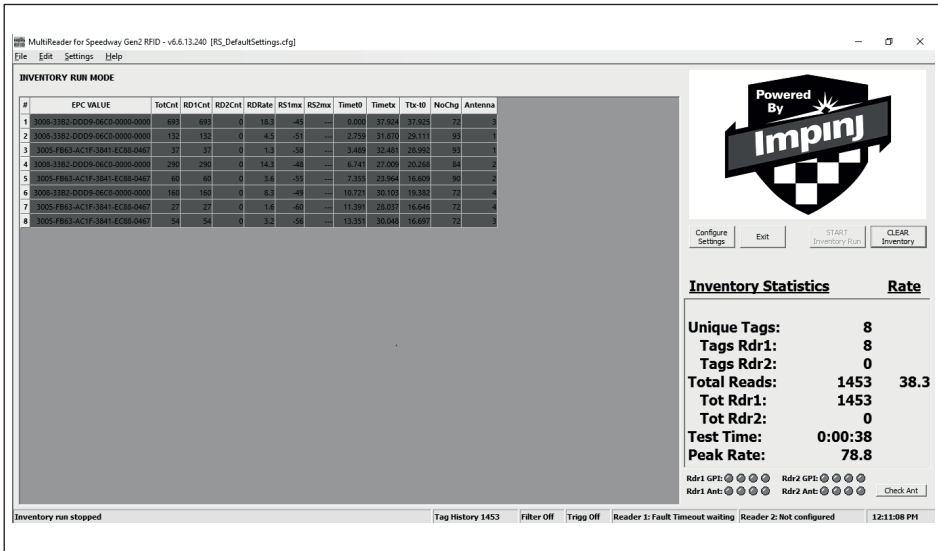 MultiReader for Speedway Gen2 RFID - v6.6.13.240 [RS_DefaultSettings.cfg]
File Edit Settings Help
INVENTORY RUN MODE
# EPC VALUE TotCnt RD1Cnt RD2Cnt RDRate RS1mx RS2mx Timet0 Timetx Ttx-t0 NoChg Antenna
1 3008-33B2-DDD9-06C0-0000-0000 693 693 0 18.3 -45 --- 0.000 37.924 37.925 72 3
2 3008-33B2-DDD9-06C0-0000-0000 132 132 0 4.5 -51 --- 2.759 31.870 29.111 93 1
3 3005-FB63-AC1F-3841-EC88-0467 37 37 0 1.3 -58 --- 3.489 32.481 28.992 93 1
4 3008-33B2-DDD9-06C0-0000-0000 290 290 0 14.3 -48 --- 6.741 27.009 20.268 84 2
5 3005-FB63-AC1F-3841-EC88-0467 60 60 0 3.6 -55 --- 7.355 23.964 16.609 90 2
6 3008-33B2-DDD9-06C0-0000-0000 160 160 0 8.3 -49 --- 10.721 30.103 19.382 72 4
7 3005-FB63-AC1F-3841-EC88-0467 27 27 0 1.6 -60 --- 11.391 28.037 16.646 72 4
8 3005-FB63-AC1F-3841-EC88-0467 54 54 0 3.2 -56 --- 13.351 30.048 16.697 72 3
Powered
By
Impinj
Configure Settings Exit START Inventory Run CLEAR Inventory
Inventory Statistics Rate
Unique Tags: 8
Tags Rdr1: 8
Tags Rdr2: 0
Total Reads: 1453 38.3
Tot Rdr1: 1453
Tot Rdr2: 0
Test Time: 0:00:38
Peak Rate: 78.8
Rdr1 GPI: Rdr2 GPI:
Rdr1 Ant: Rdr2 Ant: Check Ant
Inventory run stopped Tag History 1453 Filter Off Trigg Off Reader 1: Fault Timeout waiting Reader 2: Not configured 12:11:08 PM